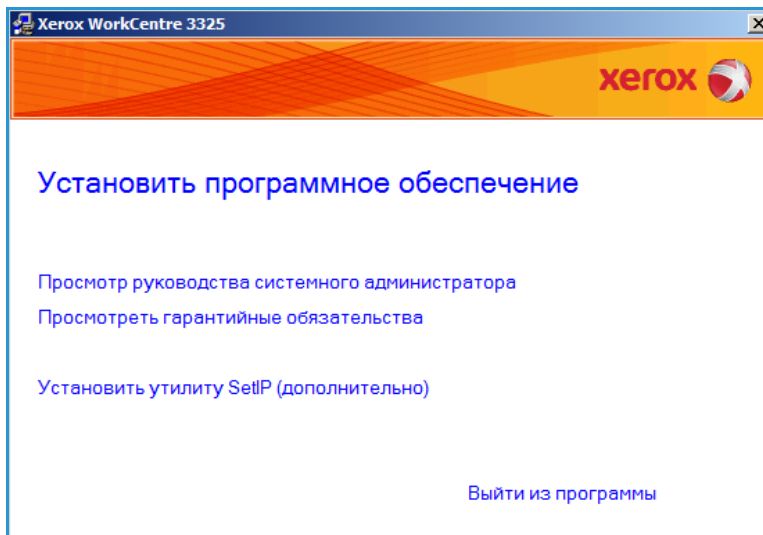 Xerox WorkCentre 3325
xerox
Установить программное обеспечение
Просмотр руководства системного администратора
Просмотреть гарантийные обязательства
Установить утилиту SetIP (дополнительно)
Выйти из программы